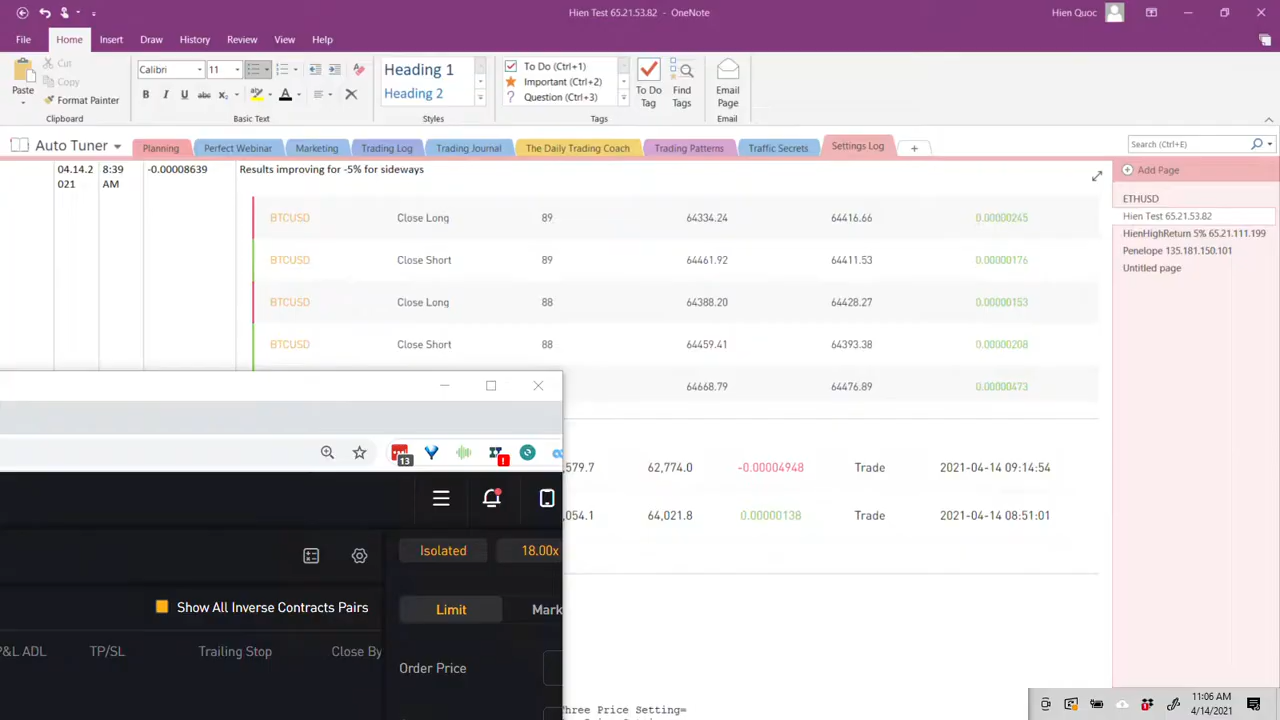 Hien Test 65.21.53.82 - OneNote
Hien Quoc
File Home Insert Draw History Review View Help
Paste
Cut
Copy
Format Painter
Clipboard
Calibri 11
B I U abc X₂ A
Basic Text
Heading 1
Heading 2
Styles
To Do (Ctrl+1)
Important (Ctrl+2)
Question (Ctrl+3)
To Do Tag
Find Tags
Tags
Email Page
Email
Auto Tuner
Planning Perfect Webinar Marketing Trading Log Trading Journal The Daily Trading Coach Trading Patterns Traffic Secrets Settings Log +
Search (Ctrl+E)
04.14.2 8:39 -0.00008639 Results improving for -5% for sideways
021 AM
BTCUSD Close Long 89 64334.24 64416.66 0.00000245
BTCUSD Close Short 89 64461.92 64411.53 0.00000176
BTCUSD Close Long 88 64388.20 64428.27 0.00000153
BTCUSD Close Short 88 64459.41 64393.38 0.00000208
64668.79 64476.89 0.00000473
,579.7 62,774.0 -0.00004948 Trade 2021-04-14 09:14:54
,054.1 64,021.8 0.00000138 Trade 2021-04-14 08:51:01
Add Page
ETHUSD
Hien Test 65.21.53.82
HienHighReturn 5% 65.21.111.199
Penelope 135.181.150.101
Untitled page
13
!
Isolated 18.00x
Show All Inverse Contracts Pairs
Limit Mark
P&L ADL TP/SL Trailing Stop Close By
Order Price
Three Price Setting=
11:06 AM
4/14/2021